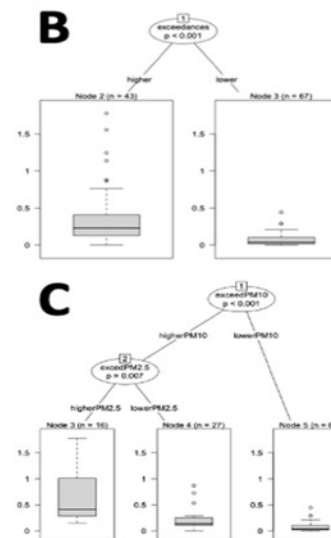 B
1
exceedances
p < 0.001
higher
lower
Node 2 (n = 43)
Node 3 (n = 67)
1.5
1
0.5
0
1.5
1
0.5
0
C
1
exceedPM10
p < 0.001
higherPM10
lowerPM10
2
excedPM2.5
p = 0.007
higherPM2.5
lowerPM2.5
Node 3 (n = 16)
Node 4 (n = 27)
Node 5 (n = 6
1.5
1
0.5
0
1.5
1
0.5
0
1.5
1
0.5
0